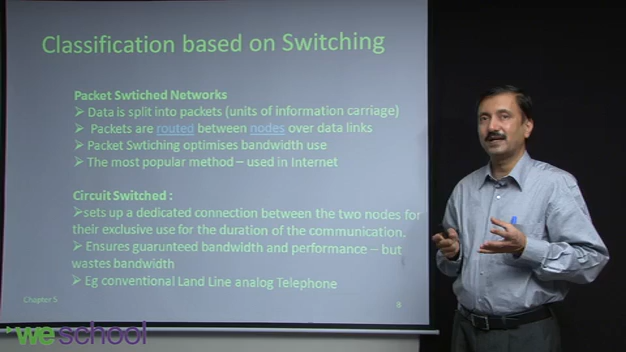 Classification based on Switching
Packet Swtiched Networks
➢ Data is split into packets (units of information carriage)
➢ Packets are routed between nodes over data links
➢ Packet Swtiching optimises bandwidth use
➢ The most popular method – used in Internet
Circuit Switched :
➢sets up a dedicated connection between the two nodes for
their exclusive use for the duration of the communication.
➢ Ensures guarunteed bandwidth and performance – but
wastes bandwidth
➢ Eg conventional Land Line analog Telephone
Chapter 5
8
weschool